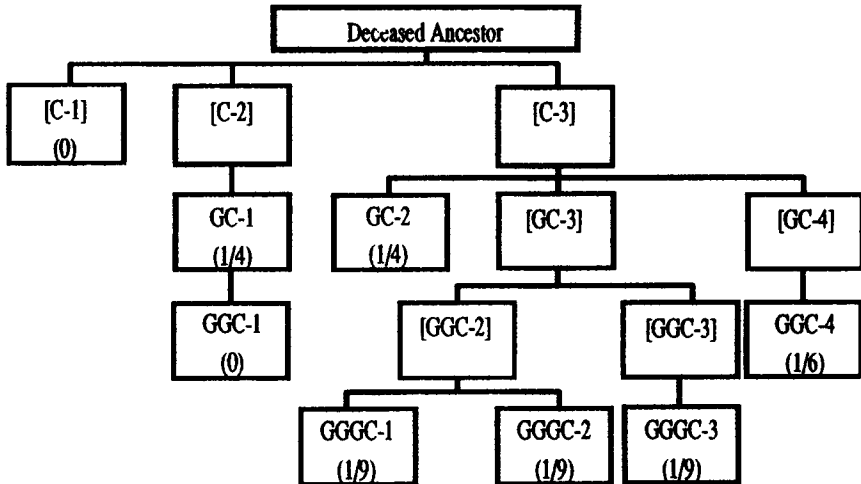 Deceased Ancestor
[C-1]
(0)
[C-2]
[C-3]
GC-1
(1/4)
GC-2
(1/4)
[GC-3]
[GC-4]
GGC-1
(0)
[GGC-2]
[GGC-3]
GGC-4
(1/6)
GGGC-1
(1/9)
GGGC-2
(1/9)
GGGC-3
(1/9)